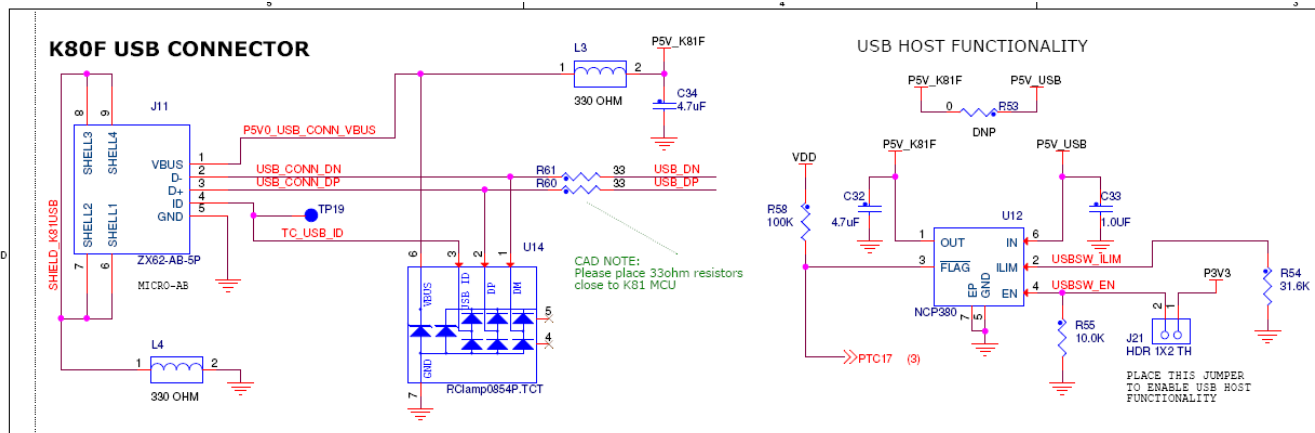 5
4
3
D
K80F USB CONNECTOR
USB HOST FUNCTIONALITY
J11
8
9
SHELL3
SHELL4
SHELL2
SHELL1
7
6
VBUS
D-
D+
ID
GND
1
2
3
4
5
ZX62-AB-5P
MICRO-AB
SHIELD_K81USB
L4
1
2
330 OHM
P5V0_USB_CONN_VBUS
USB_CONN_DN
USB_CONN_DP
TP19
TC_USB_ID
L3
1
2
330 OHM
P5V_K81F
C34
4.7uF
R61
33
USB_DN
R60
33
USB_DP
CAD NOTE:
Please place 33ohm resistors
close to K81 MCU
U14
6
3
2
1
VBUS
USB ID
DP
DM
5
4
GND
7
RClamp0854P.TCT
P5V_K81F
P5V_USB
0
R53
DNP
VDD
P5V_K81F
P5V_USB
R58
100K
C32
4.7uF
C33
1.0UF
U12
1
OUT
IN
6
3
FLAG
ILIM
2
USBSW_ILIM
EN
4
USBSW_EN
EP
GND
7
5
NCP380
P3V3
R54
31.6K
R55
10.0K
2
1
J21
HDR 1X2 TH
PTC17 (3)
PLACE THIS JUMPER
TO ENABLE USB HOST
FUNCTIONALITY